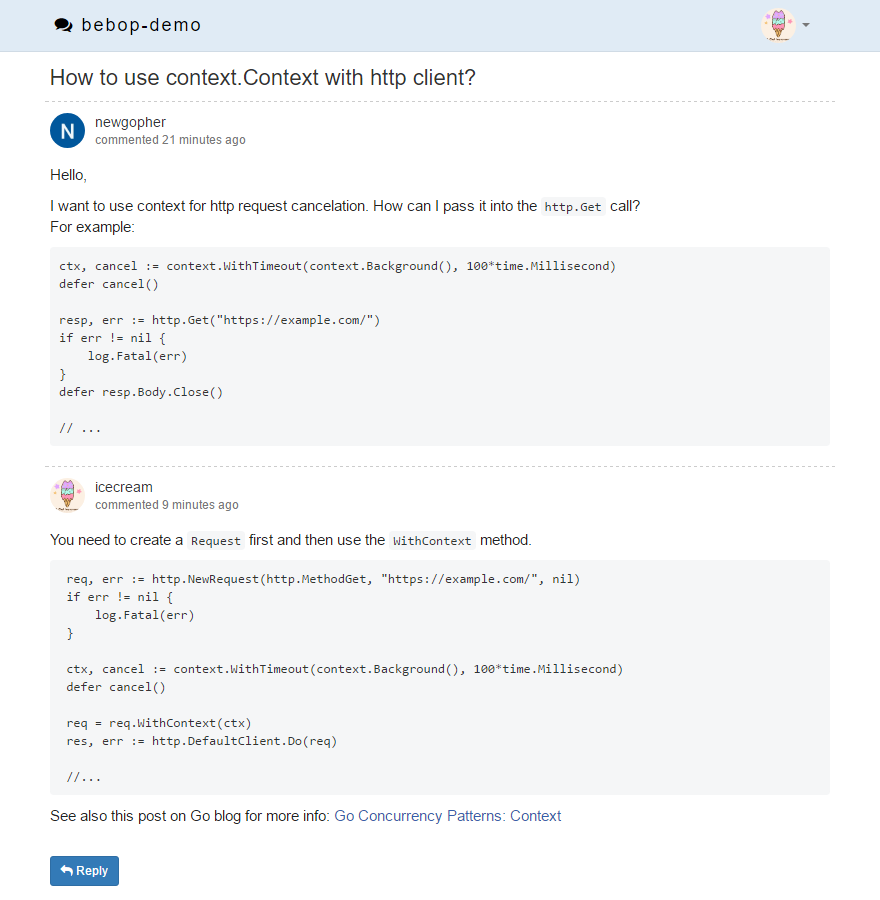 bebop-demo
How to use context.Context with http client?
N
newgopher
commented 21 minutes ago
Hello,
I want to use context for http request cancelation. How can I pass it into the http.Get call?
For example:
ctx, cancel := context.WithTimeout(context.Background(), 100*time.Millisecond)
defer cancel()
resp, err := http.Get("https://example.com/")
if err != nil {
    log.Fatal(err)
}
defer resp.Body.Close()
// ...
icecream
commented 9 minutes ago
You need to create a Request first and then use the WithContext method.
req, err := http.NewRequest(http.MethodGet, "https://example.com/", nil)
if err != nil {
    log.Fatal(err)
}
ctx, cancel := context.WithTimeout(context.Background(), 100*time.Millisecond)
defer cancel()
req = req.WithContext(ctx)
res, err := http.DefaultClient.Do(req)
//...
See also this post on Go blog for more info: Go Concurrency Patterns: Context
Reply